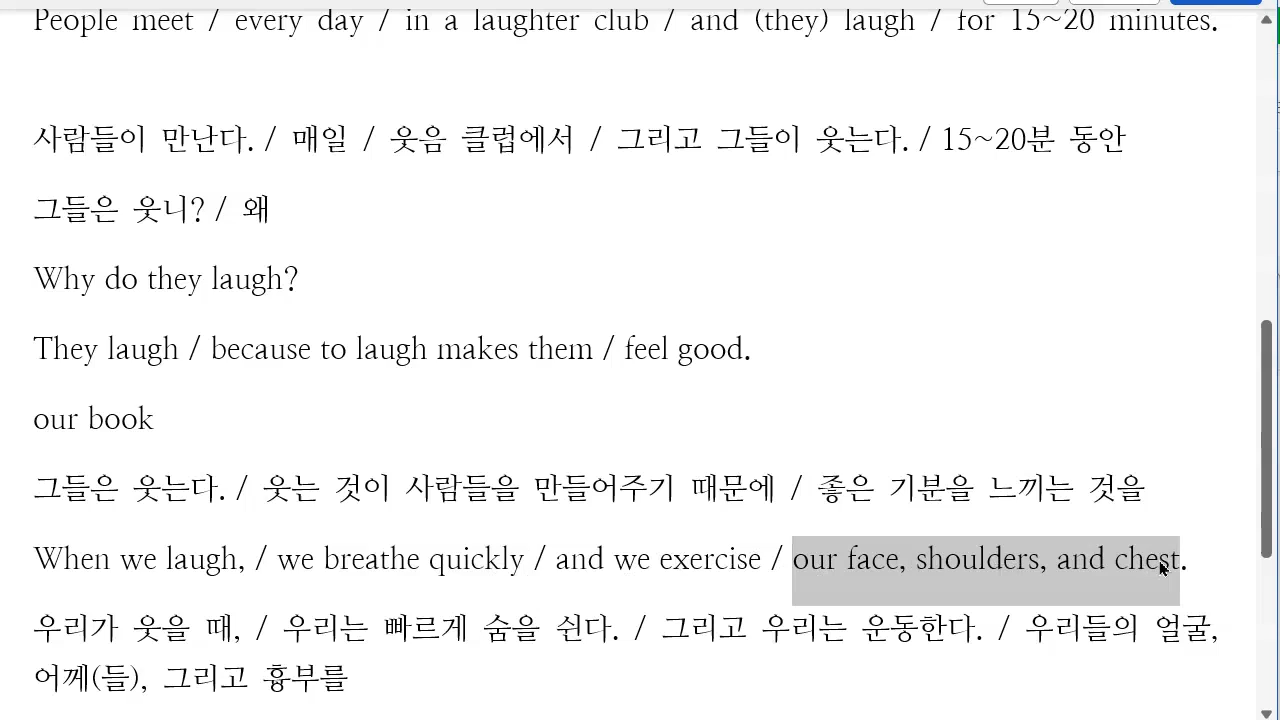 People meet / every day / in a laughter club / and (they) laugh / for 15~20 minutes.
사람들이 만난다. / 매일 / 웃음 클럽에서 / 그리고 그들이 웃는다. / 15~20분 동안
그들은 웃니? / 왜
Why do they laugh?
They laugh / because to laugh makes them / feel good.
our book
그들은 웃는다. / 웃는 것이 사람들을 만들어주기 때문에 / 좋은 기분을 느끼는 것을
When we laugh, / we breathe quickly / and we exercise / our face, shoulders, and chest.
우리가 웃을 때, / 우리는 빠르게 숨을 쉰다. / 그리고 우리는 운동한다. / 우리들의 얼굴,
어께(들), 그리고 흉부를